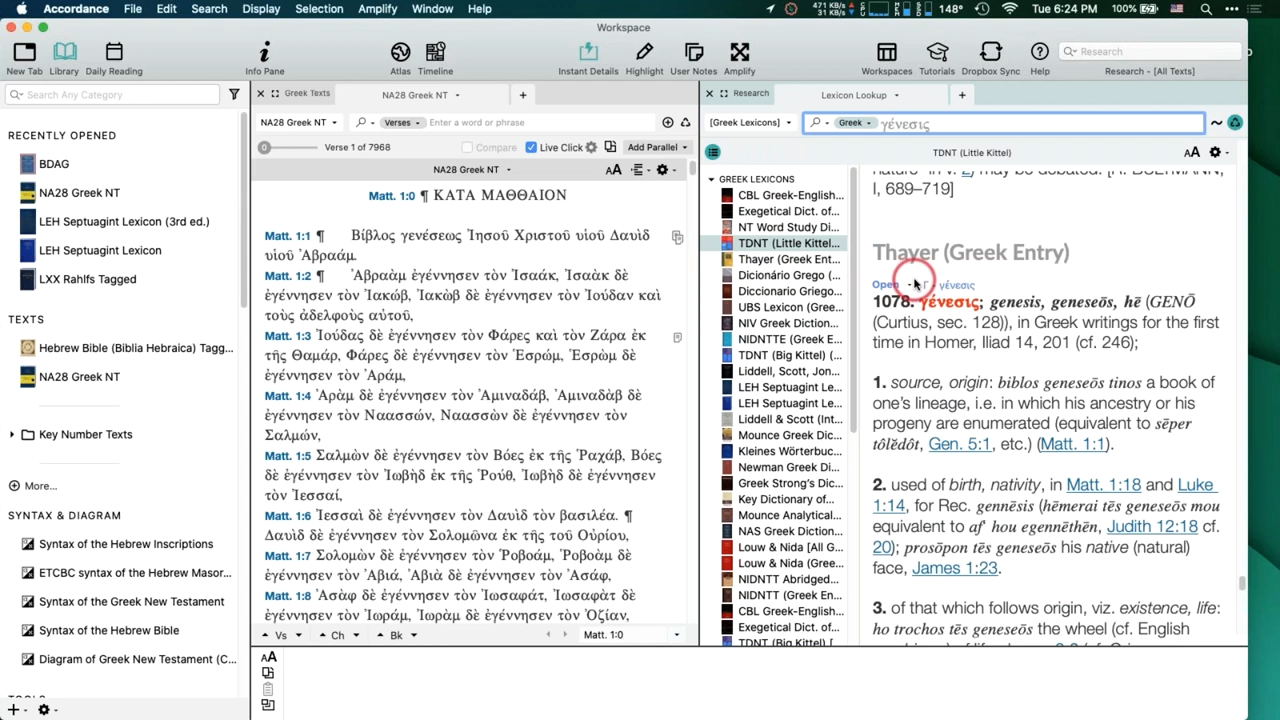 Accordance File Edit Search Display Selection Amplify Window Help 471 KB/s 31 KB/s 148° Tue 6:24 PM 100%
Workspace
New Tab Library Daily Reading Info Pane Atlas Timeline Instant Details Highlight User Notes Amplify Workspaces Tutorials Dropbox Sync Help Research
Research - [All Texts]
Search Any Category
RECENTLY OPENED
BDAG
NA28 Greek NT
LEH Septuagint Lexicon (3rd ed.)
LEH Septuagint Lexicon
LXX Rahlfs Tagged
TEXTS
Hebrew Bible (Biblia Hebraica) Tagg...
NA28 Greek NT
Key Number Texts
More...
SYNTAX & DIAGRAM
Syntax of the Hebrew Inscriptions
ETCBC syntax of the Hebrew Masor...
Syntax of the Greek New Testament
Syntax of the Hebrew Bible
Diagram of Greek New Testament (C...
Greek Texts NA28 Greek NT
NA28 Greek NT Verses Enter a word or phrase
Verse 1 of 7968 Compare Live Click Add Parallel
NA28 Greek NT
Matt. 1:0 ¶ ΚΑΤΑ ΜΑΘΘΑΙΟΝ
Matt. 1:1 ¶ Βίβλος γενέσεως Ἰησοῦ Χριστοῦ υἱοῦ Δαυὶδ
υἱοῦ Ἀβραάμ.
Matt. 1:2 ¶ Ἀβραὰμ ἐγέννησεν τὸν Ἰσαάκ, Ἰσαὰκ δὲ
ἐγέννησεν τὸν Ἰακώβ, Ἰακὼβ δὲ ἐγέννησεν τὸν Ἰούδαν καὶ
τοὺς ἀδελφοὺς αὐτοῦ,
Matt. 1:3 Ἰούδας δὲ ἐγέννησεν τὸν Φάρες καὶ τὸν Ζάρα ἐκ
τῆς Θαμάρ, Φάρες δὲ ἐγέννησεν τὸν Ἑσρώμ, Ἑσρὼμ δὲ
ἐγέννησεν τὸν Ἀράμ,
Matt. 1:4 Ἀρὰμ δὲ ἐγέννησεν τὸν Ἀμιναδάβ, Ἀμιναδὰβ δὲ
ἐγέννησεν τὸν Ναασσών, Ναασσὼν δὲ ἐγέννησεν τὸν
Σαλμών,
Matt. 1:5 Σαλμὼν δὲ ἐγέννησεν τὸν Βόες ἐκ τῆς Ῥαχάβ, Βόες
δὲ ἐγέννησεν τὸν Ἰωβὴδ ἐκ τῆς Ῥούθ, Ἰωβὴδ δὲ ἐγέννησεν
τὸν Ἰεσσαί,
Matt. 1:6 Ἰεσσαὶ δὲ ἐγέννησεν τὸν Δαυὶδ τὸν βασιλέα. ¶
Δαυὶδ δὲ ἐγέννησεν τὸν Σολομῶνα ἐκ τῆς τοῦ Οὐρίου,
Matt. 1:7 Σολομὼν δὲ ἐγέννησεν τὸν Ῥοβοάμ, Ῥοβοὰμ δὲ
ἐγέννησεν τὸν Ἀβιά, Ἀβιὰ δὲ ἐγέννησεν τὸν Ἀσάφ,
Matt. 1:8 Ἀσὰφ δὲ ἐγέννησεν τὸν Ἰωσαφάτ, Ἰωσαφὰτ δὲ
ἐγέννησεν τὸν Ἰωράμ, Ἰωρὰμ δὲ ἐγέννησεν τὸν Ὀζίαν,
Vs Ch Bk Matt. 1:0
Research Lexicon Lookup
[Greek Lexicons] Greek γένεσις
TDNT (Little Kittel)
GREEK LEXICONS
CBL Greek-English...
Exegetical Dict. of...
NT Word Study Di...
TDNT (Little Kittel...
Thayer (Greek Ent...
Dicionário Grego (...
Diccionario Griego...
UBS Lexicon (Gree...
NIV Greek Diction...
NIDNTTE (Greek E...
TDNT (Big Kittel) (...
Liddell, Scott, Jon...
LEH Septuagint Le...
LEH Septuagint Le...
Liddell & Scott (Int...
Mounce Greek Dic...
Kleines Wörterbuc...
Newman Greek Di...
Greek Strong's Dic...
Key Dictionary of...
Mounce Analytical...
NAS Greek Diction...
Louw & Nida [All G...
Louw & Nida (Gree...
NIDNTT Abridged...
NIDNTT (Greek En...
CBL Greek-English...
Exegetical Dict. of...
TDNT (Big Kittel) [...
I, 689–719]
Thayer (Greek Entry)
Open Γ γένεσις
1078. γένεσις; genesis, geneseōs, hē (GENŌ
(Curtius, sec. 128)), in Greek writings for the first
time in Homer, Iliad 14, 201 (cf. 246);
1. source, origin: biblos geneseōs tinos a book of
one's lineage, i.e. in which his ancestry or his
progeny are enumerated (equivalent to sēper
tôlĕdôt, Gen. 5:1, etc.) (Matt. 1:1).
2. used of birth, nativity, in Matt. 1:18 and Luke
1:14, for Rec. gennēsis (hēmerai tēs geneseōs mou
equivalent to af' hou egennēthēn, Judith 12:18 cf.
20); prosōpon tēs geneseōs his native (natural)
face, James 1:23.
3. of that which follows origin, viz. existence, life:
ho trochos tēs geneseōs the wheel (cf. English